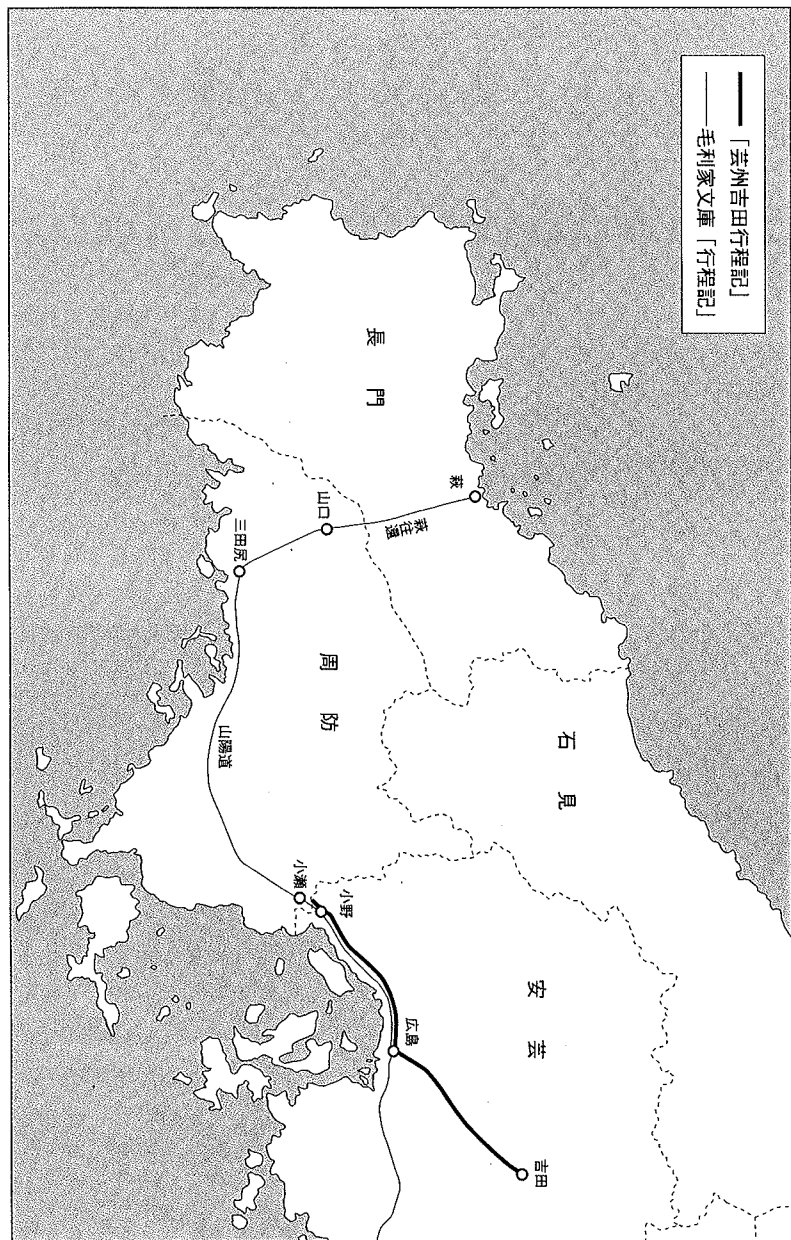 「芸州吉田行程記」
毛利家文庫「行程記」
長門
萩
萩往還
山口
三田尻
周防
石見
山陽道
小瀬
小野
安芸
広島
吉田